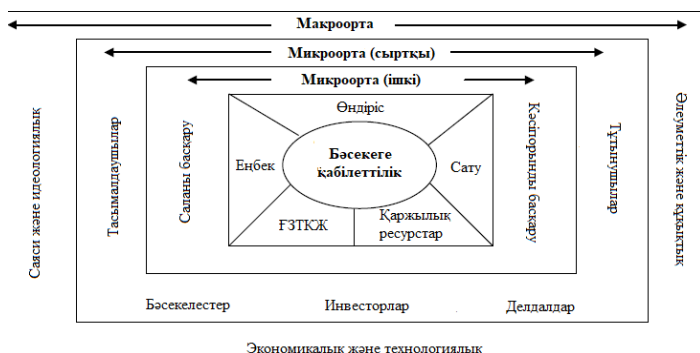 Макроорта
Микроорта (сыртқы)
Микроорта (ішкі)
Саяси және идеологиялық
Тасымалдаушылар
Саланы басқару
Өндіріс
Еңбек
Бәсекеге
қабілеттілік
Сату
ҒЗТКЖ
Қаржылық
ресурстар
Кәсіпорынды басқару
Тұтынушылар
Әлеуметтік және құқықтық
Бәсекелестер
Инвесторлар
Делдалдар
Экономикалық және технологиялық